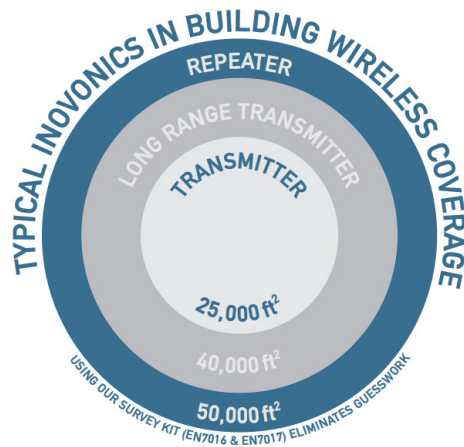 TYPICAL INOVONICS IN BUILDING WIRELESS COVERAGE
REPEATER
LONG RANGE TRANSMITTER
TRANSMITTER
25,000 ft²
40,000 ft²
50,000 ft²
USING OUR SURVEY KIT (EN7016 & EN7017) ELIMINATES GUESSWORK